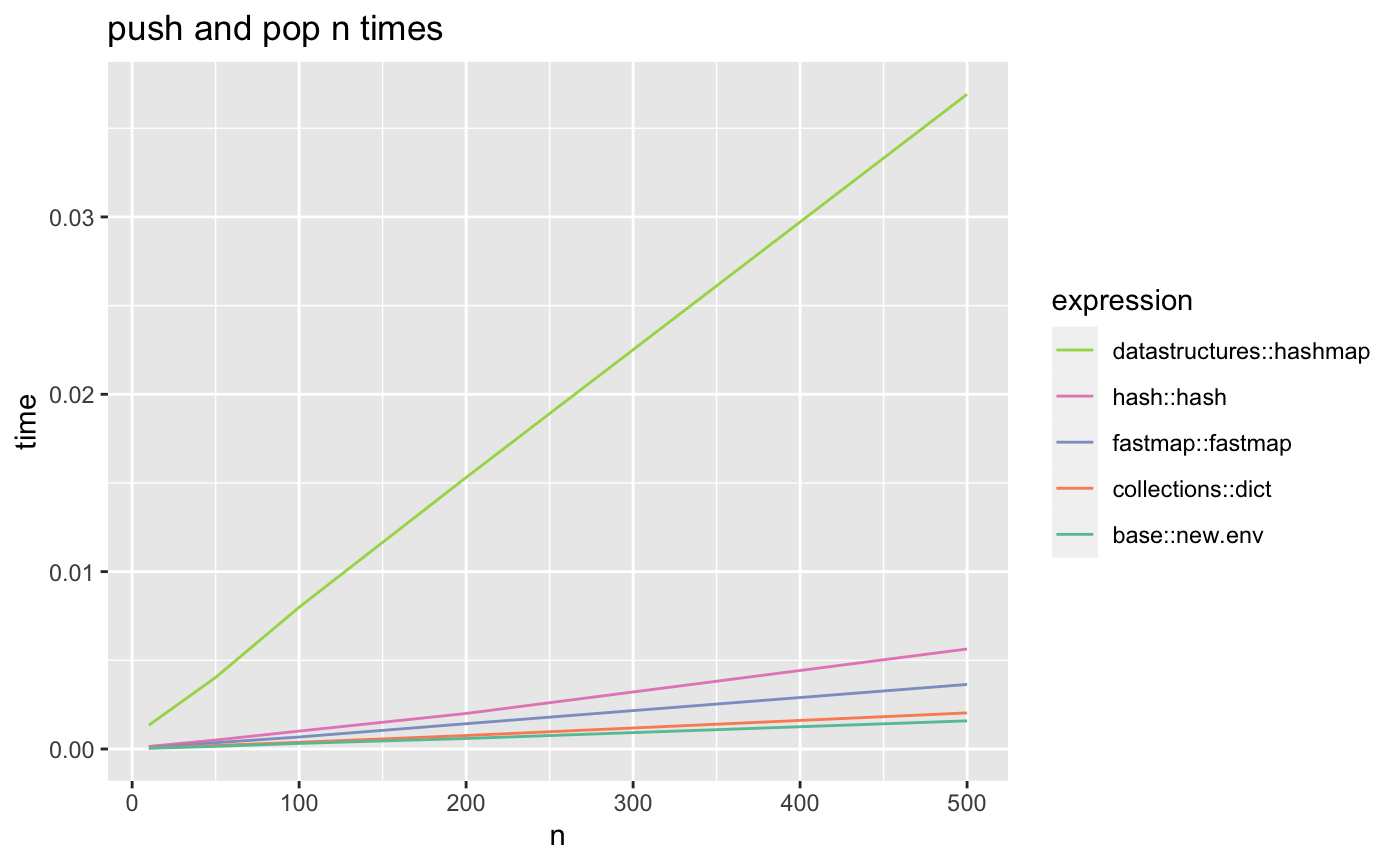 push and pop n times
time
0.03
0.02
0.01
0.00
0 100 200 300 400 500
n
expression
datastructures::hashmap
hash::hash
fastmap::fastmap
collections::dict
base::new.env